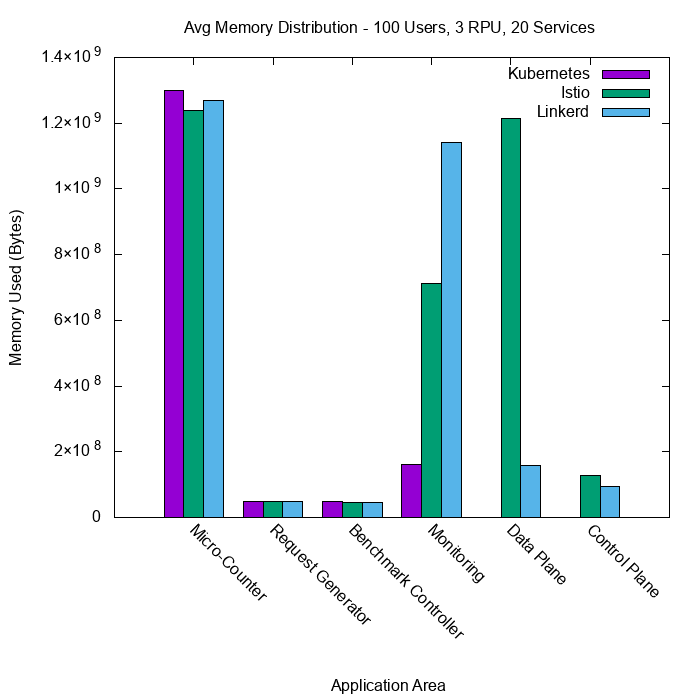 Avg Memory Distribution - 100 Users, 3 RPU, 20 Services
Kubernetes
Istio
Linkerd
1.4×10⁹
1.2×10⁹
1×10⁹
8×10⁸
6×10⁸
4×10⁸
2×10⁸
0
Memory Used (Bytes)
Micro-Counter
Request Generator
Benchmark Controller
Monitoring
Data Plane
Control Plane
Application Area